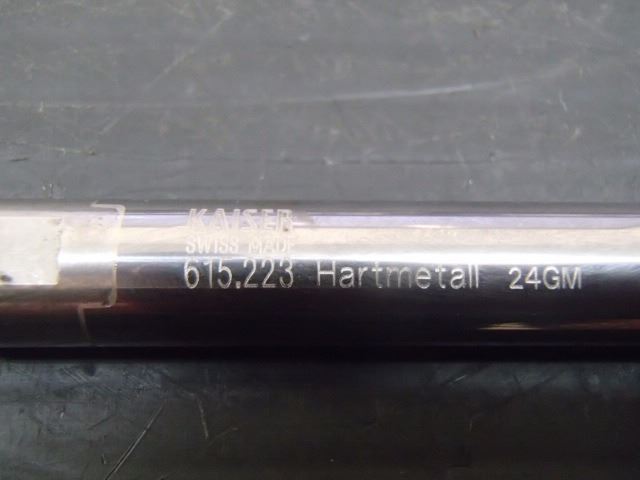 KAISER
SWISS MADE
615.223 Hartmetall 24GM